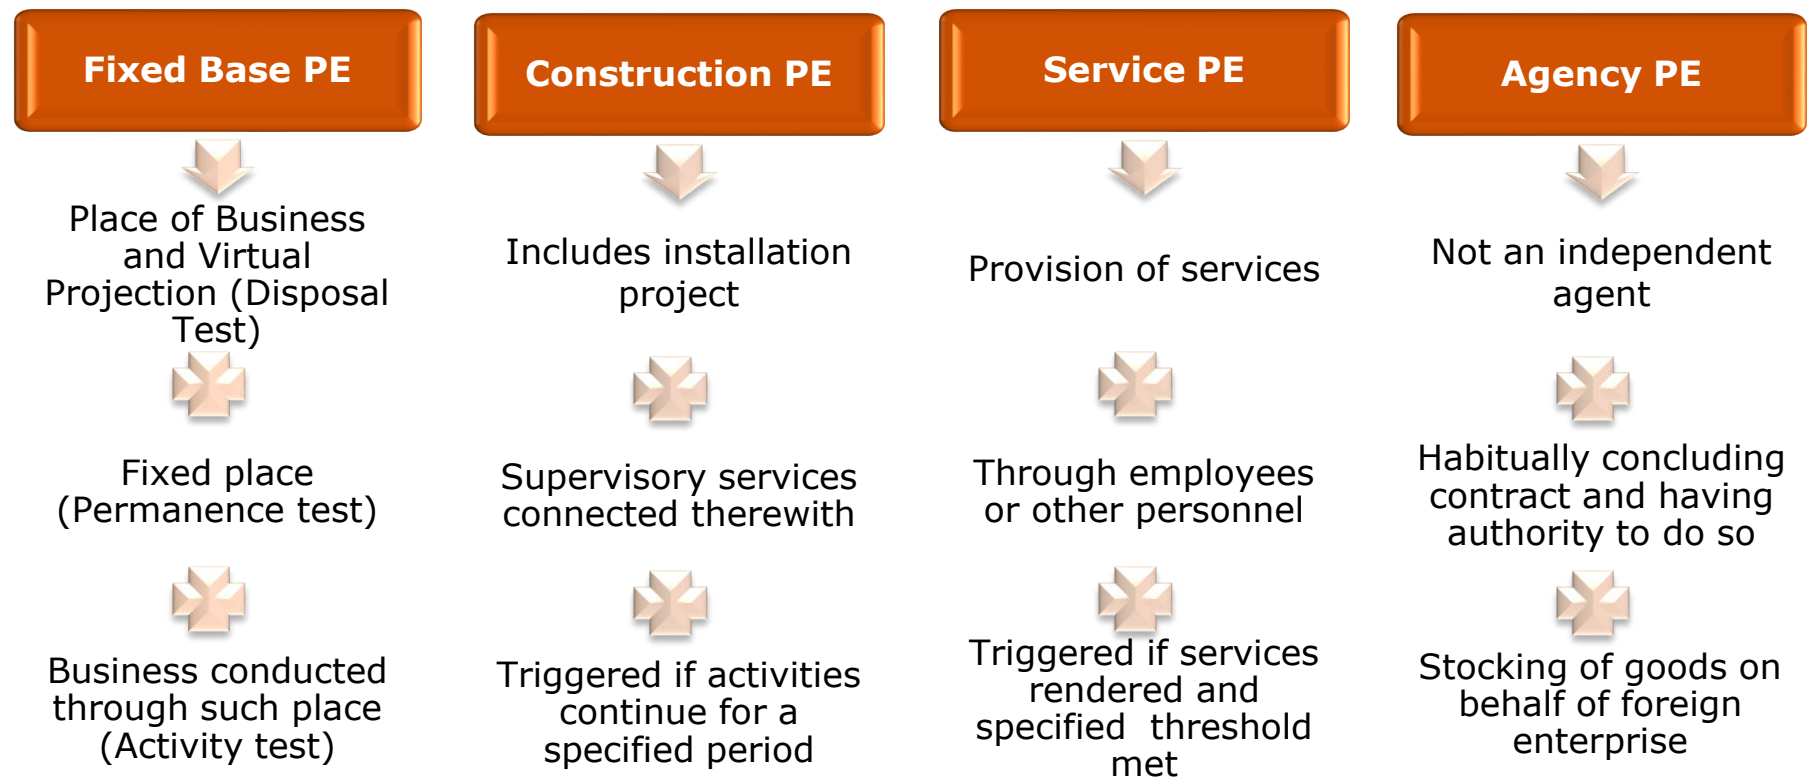 Fixed Base PE
Place of Business
and Virtual
Projection (Disposal
Test)
Fixed place
(Permanence test)
Business conducted
through such place
(Activity test)
Construction PE
Includes installation
project
Supervisory services
connected therewith
Triggered if activities
continue for a
specified period
Service PE
Provision of services
Through employees
or other personnel
Triggered if services
rendered and
specified  threshold
met
Agency PE
Not an independent
agent
Habitually concluding
contract and having
authority to do so
Stocking of goods on
behalf of foreign
enterprise